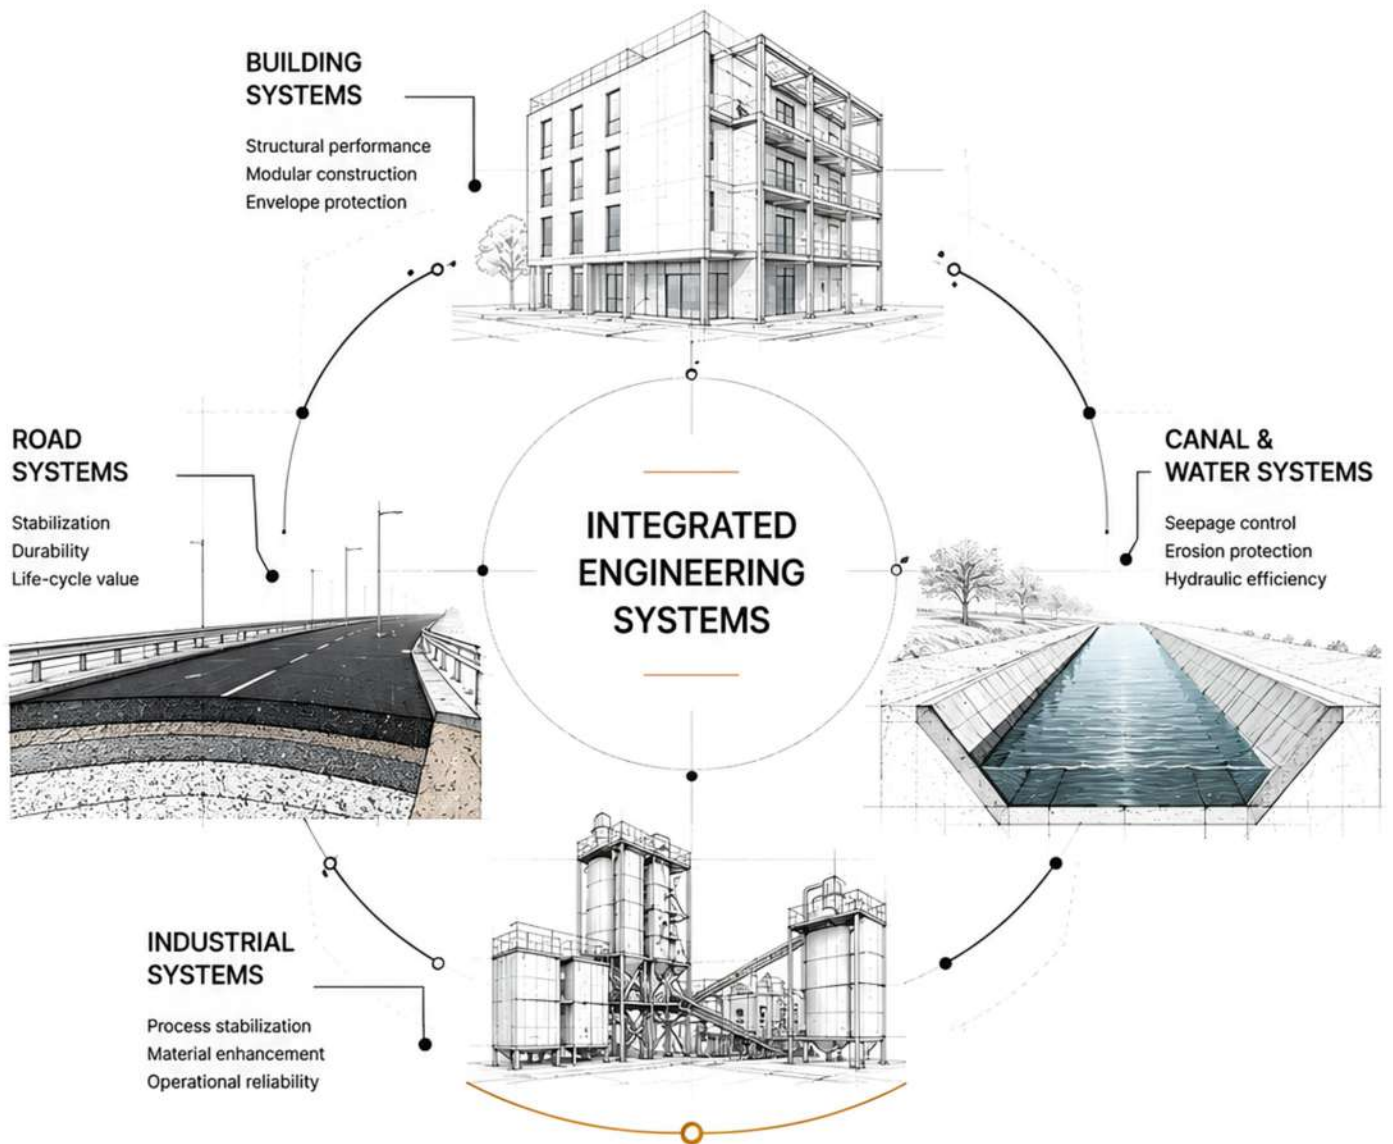 BUILDING
SYSTEMS
Structural performance
Modular construction
Envelope protection
ROAD
SYSTEMS
Stabilization
Durability
Life-cycle value
INTEGRATED
ENGINEERING
SYSTEMS
CANAL &
WATER SYSTEMS
Seepage control
Erosion protection
Hydraulic efficiency
INDUSTRIAL
SYSTEMS
Process stabilization
Material enhancement
Operational reliability